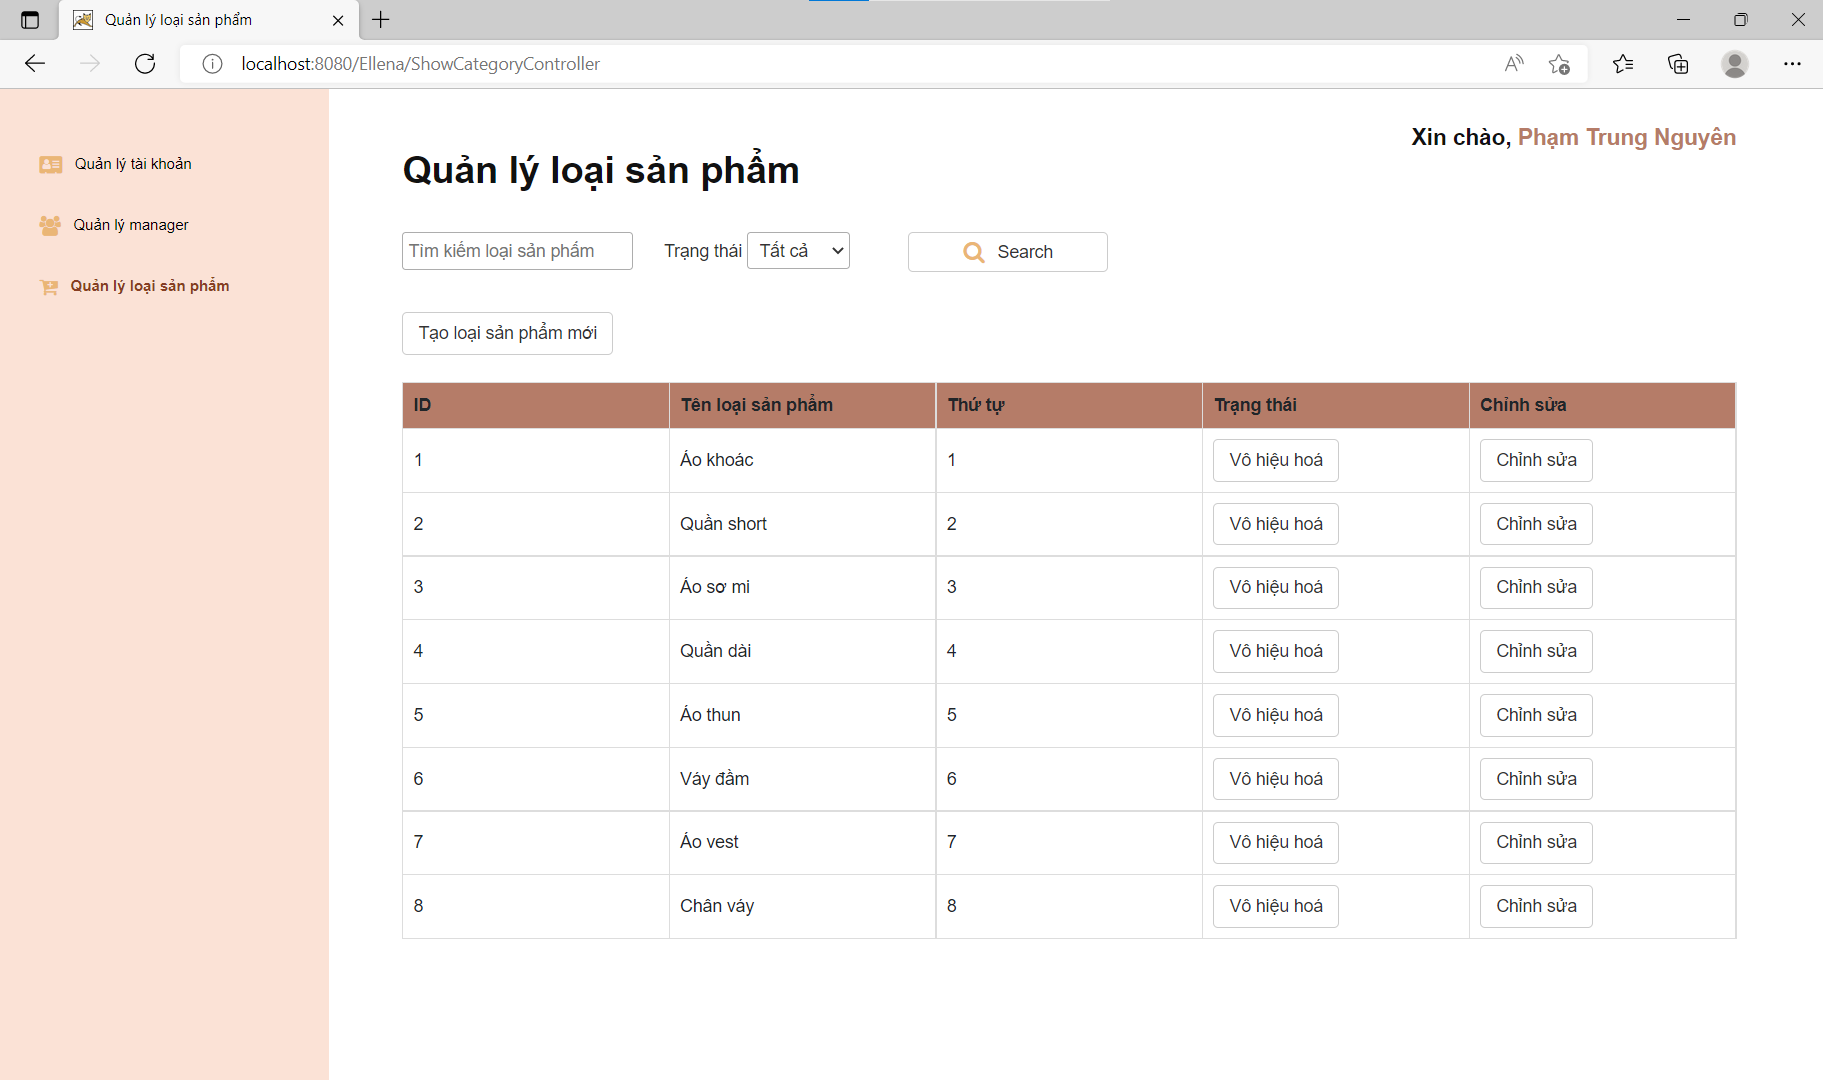 Quản lý loại sản phẩm
localhost:8080/Ellena/ShowCategoryController
Xin chào, Phạm Trung Nguyên
Quản lý tài khoản
Quản lý manager
Quản lý loại sản phẩm
Quản lý loại sản phẩm
Tìm kiếm loại sản phẩm Trạng thái Tất cả Search
Tạo loại sản phẩm mới
ID Tên loại sản phẩm Thứ tự Trạng thái Chỉnh sửa
1 Áo khoác 1 Vô hiệu hoá Chỉnh sửa
2 Quần short 2 Vô hiệu hoá Chỉnh sửa
3 Áo sơ mi 3 Vô hiệu hoá Chỉnh sửa
4 Quần dài 4 Vô hiệu hoá Chỉnh sửa
5 Áo thun 5 Vô hiệu hoá Chỉnh sửa
6 Váy đầm 6 Vô hiệu hoá Chỉnh sửa
7 Áo vest 7 Vô hiệu hoá Chỉnh sửa
8 Chân váy 8 Vô hiệu hoá Chỉnh sửa